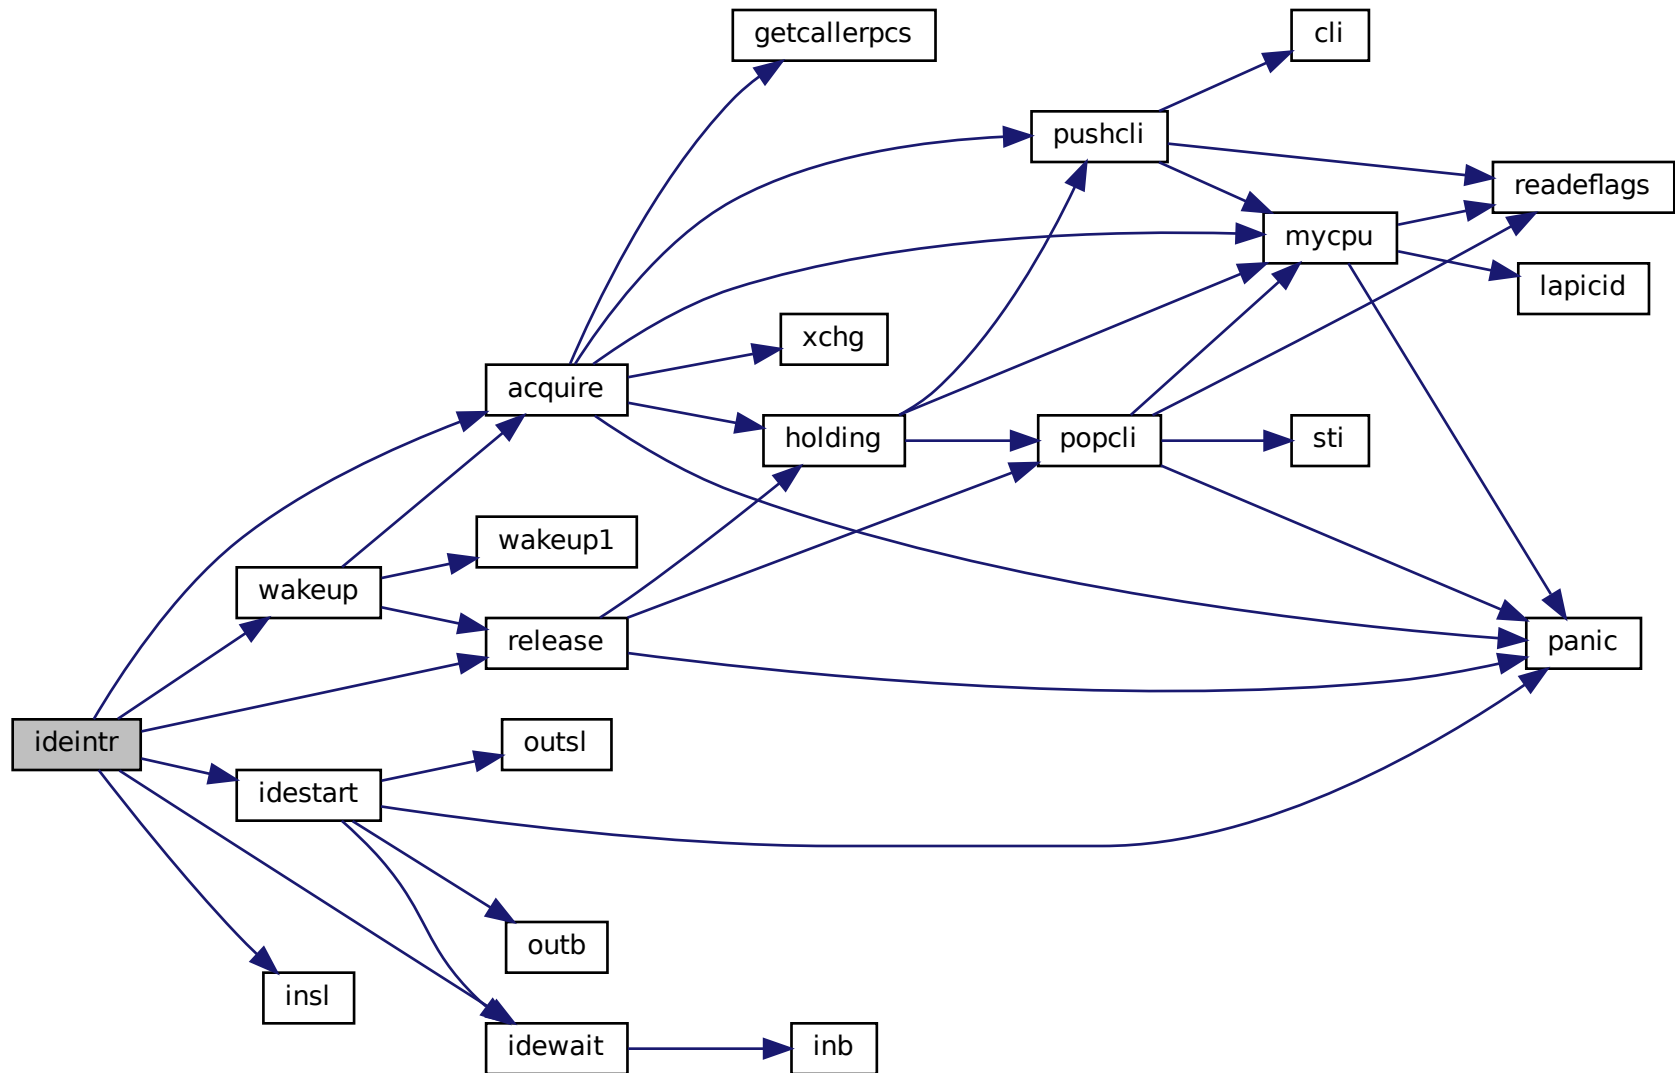 getcallerpcs
cli
pushcli
readeflags
mycpu
lapicid
xchg
acquire
holding
popcli
sti
wakeup1
wakeup
release
panic
ideintr
outsl
idestart
outb
insl
idewait
inb